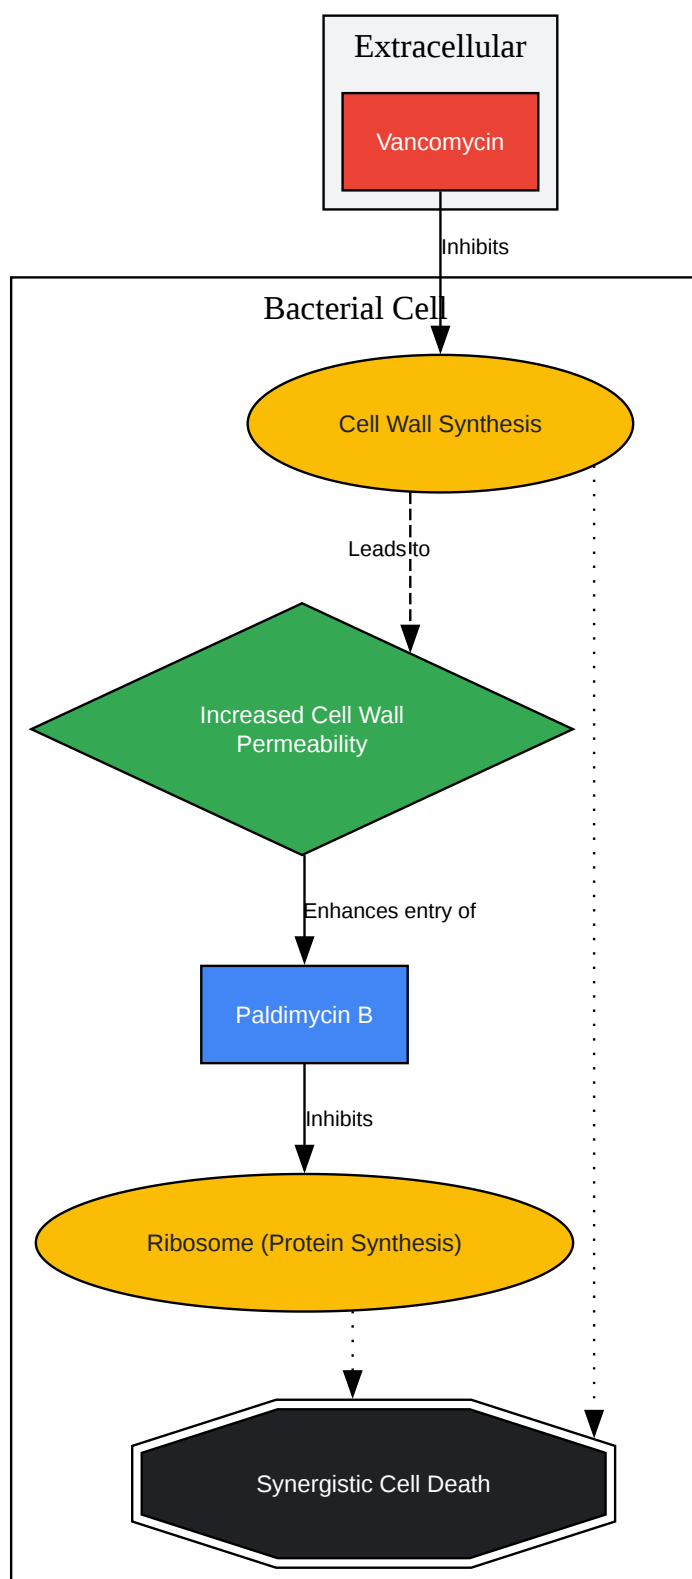 Extracellular
Vancomycin
Inhibits
Bacterial Cell
Cell Wall Synthesis
Leads to
Increased Cell Wall
Permeability
Enhances entry of
Paldimycin B
Inhibits
Ribosome (Protein Synthesis)
Synergistic Cell Death